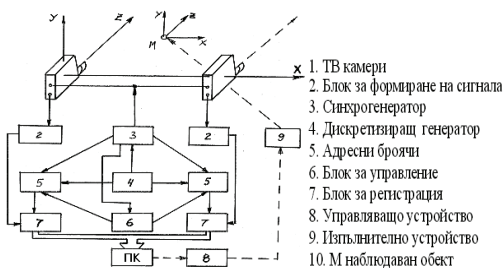 У
Z
У
Z
М
X
X
2
3
2
9
5
4
5
7
6
7
ПК
8
1. ТВ камери
2. Блок за формиране на сигнала
3. Синхрогенератор
4. Дискретизиращ генератор
5. Адресни броячи
6. Блок за управление
7. Блок за регистрация
8. Управляващо устройство
9. Изпълнително устройство
10. М наблюдаван обект